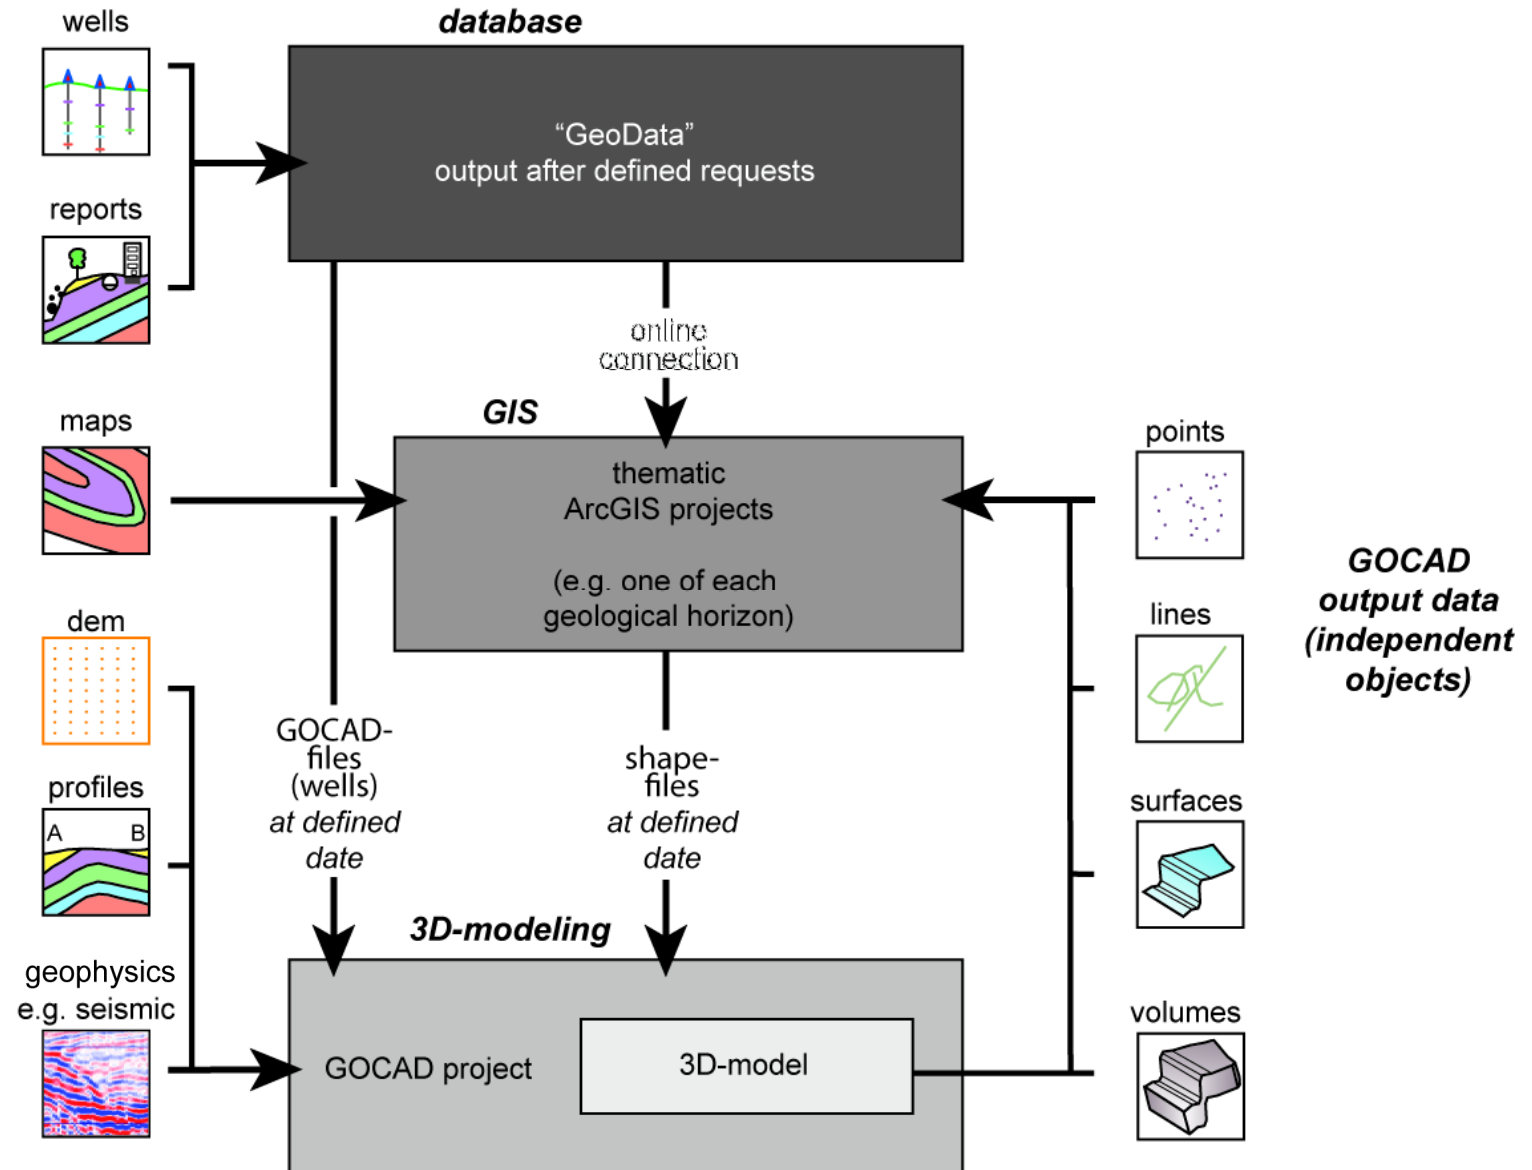 database
wells
“GeoData”
output after defined requests
reports
online
connection
GIS
maps
thematic
ArcGIS projects
(e.g. one of each
geological horizon)
points
GOCAD
output data
(independent
objects)
dem
lines
GOCAD-
files
(wells)
at defined
date
shape-
files
at defined
date
profiles
A B
surfaces
3D-modeling
geophysics
e.g. seismic
GOCAD project
3D-model
volumes